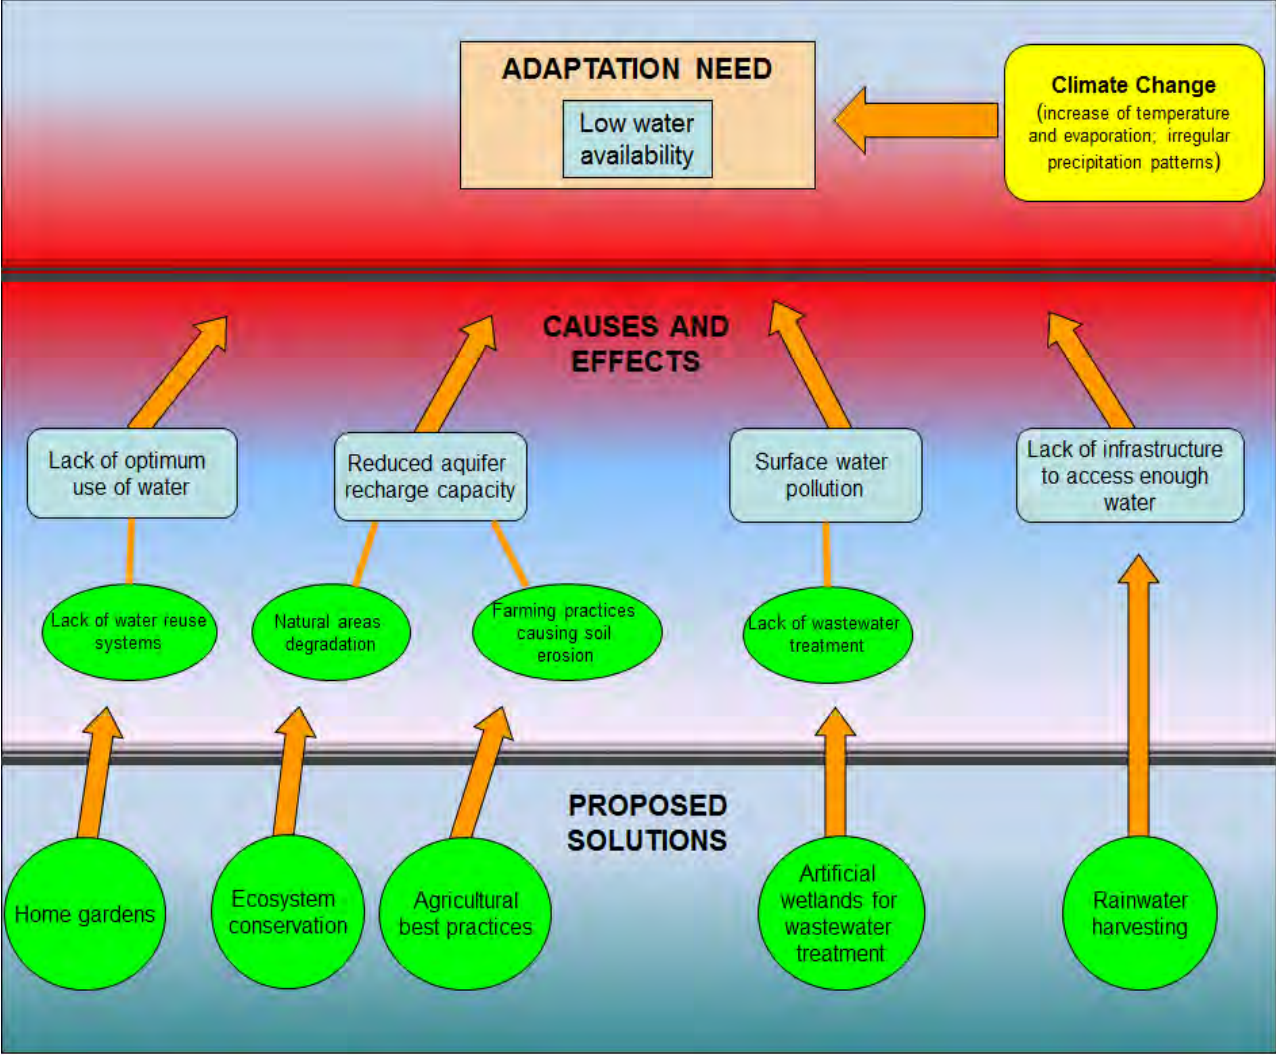 ADAPTATION NEED
Low water
availability
Climate Change
(increase of temperature
and evaporation; irregular
precipitation patterns)
CAUSES AND
EFFECTS
Lack of optimum
use of water
Reduced aquifer
recharge capacity
Surface water
pollution
Lack of infrastructure
to access enough
water
Lack of water reuse
systems
Natural areas
degradation
Farming practices
causing soil
erosion
Lack of wastewater
treatment
PROPOSED
SOLUTIONS
Home gardens
Ecosystem
conservation
Agricultural
best practices
Artificial
wetlands for
wastewater
treatment
Rainwater
harvesting